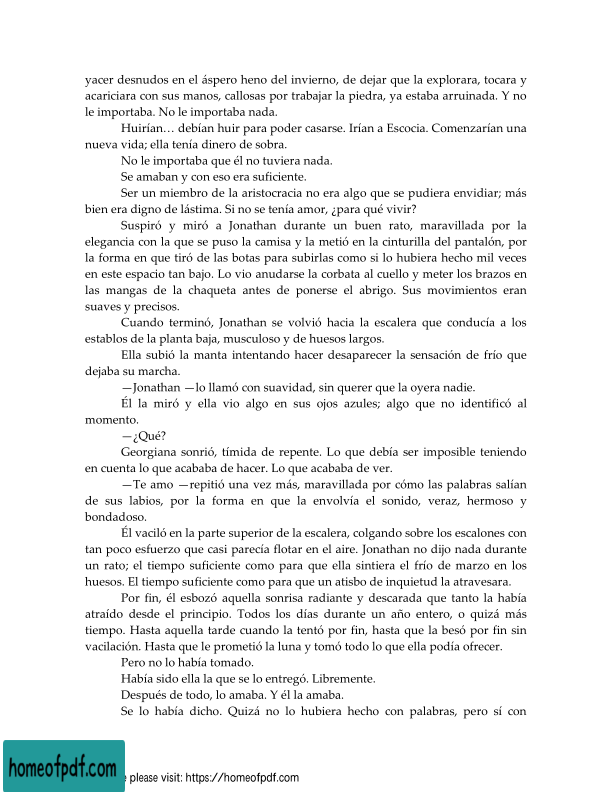 yacer desnudos en el áspero heno del invierno, de dejar que la explorara, tocara y
acariciara con sus manos, callosas por trabajar la piedra, ya estaba arruinada. Y no
le importaba. No le importaba nada.
Huirían… debían huir para poder casarse. Irían a Escocia. Comenzarían una
nueva vida; ella tenía dinero de sobra.
No le importaba que él no tuviera nada.
Se amaban y con eso era suficiente.
Ser un miembro de la aristocracia no era algo que se pudiera envidiar; más
bien era digno de lástima. Si no se tenía amor, ¿para qué vivir?
Suspiró y miró a Jonathan durante un buen rato, maravillada por la
elegancia con la que se puso la camisa y la metió en la cinturilla del pantalón, por
la forma en que tiró de las botas para subirlas como si lo hubiera hecho mil veces
en este espacio tan bajo. Lo vio anudarse la corbata al cuello y meter los brazos en
las mangas de la chaqueta antes de ponerse el abrigo. Sus movimientos eran
suaves y precisos.
Cuando terminó, Jonathan se volvió hacia la escalera que conducía a los
establos de la planta baja, musculoso y de huesos largos.
Ella subió la manta intentando hacer desaparecer la sensación de frío que
dejaba su marcha.
—Jonathan —lo llamó con suavidad, sin querer que la oyera nadie.
Él la miró y ella vio algo en sus ojos azules; algo que no identificó al
momento.
—¿Qué?
Georgiana sonrió, tímida de repente. Lo que debía ser imposible teniendo
en cuenta lo que acababa de hacer. Lo que acababa de ver.
—Te amo —repitió una vez más, maravillada por cómo las palabras salían
de sus labios, por la forma en que la envolvía el sonido, veraz, hermoso y
bondadoso.
Él vaciló en la parte superior de la escalera, colgando sobre los escalones con
tan poco esfuerzo que casi parecía flotar en el aire. Jonathan no dijo nada durante
un rato; el tiempo suficiente como para que ella sintiera el frío de marzo en los
huesos. El tiempo suficiente como para que un atisbo de inquietud la atravesara.
Por fin, él esbozó aquella sonrisa radiante y descarada que tanto la había
atraído desde el principio. Todos los días durante un año entero, o quizá más
tiempo. Hasta aquella tarde cuando la tentó por fin, hasta que la besó por fin sin
vacilación. Hasta que le prometió la luna y tomó todo lo que ella podía ofrecer.
Pero no lo había tomado.
Había sido ella la que se lo entregó. Libremente.
Después de todo, lo amaba. Y él la amaba.
Se lo había dicho. Quizá no lo hubiera hecho con palabras, pero sí con
homeofpdf.com
please visit: https://homeofpdf.com